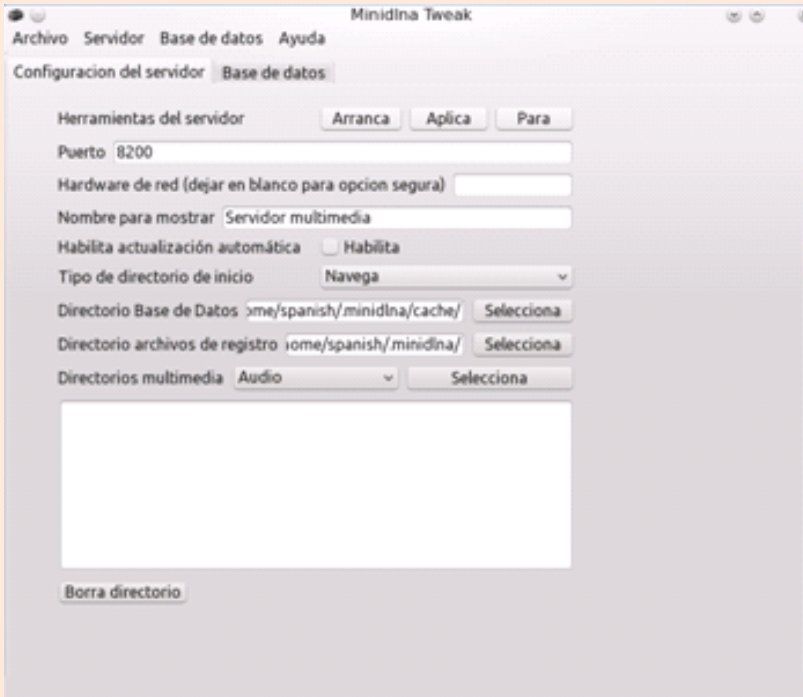 Minidlna Tweak
Archivo Servidor Base de datos Ayuda
Configuracion del servidor Base de datos
Herramientas del servidor Arranca Aplica Para
Puerto 8200
Hardware de red (dejar en blanco para opcion segura)
Nombre para mostrar Servidor multimedia
Habilita actualización automática Habilita
Tipo de directorio de inicio Navega
Directorio Base de Datos ome/spanish/.minidlna/cache/ Selecciona
Directorio archivos de registro ome/spanish/.minidlna/ Selecciona
Directorios multimedia Audio Selecciona
Borra directorio